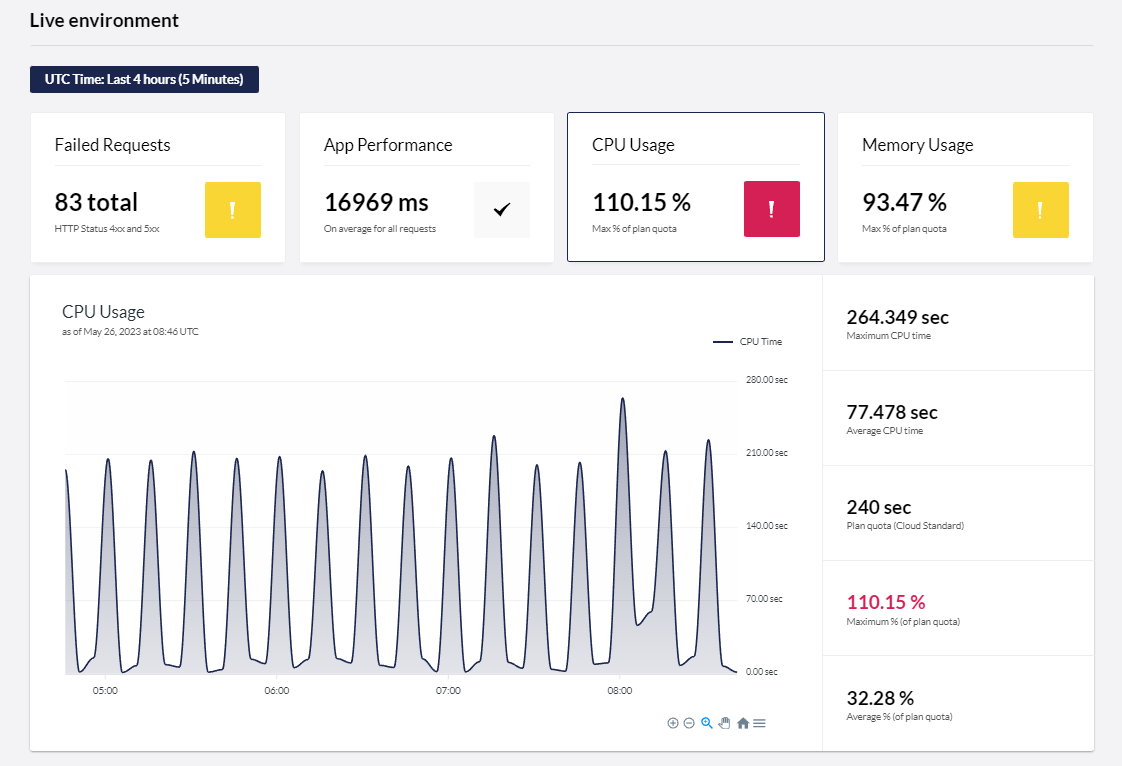 Live environment
UTC Time: Last 4 hours (5 Minutes)
Failed Requests
83 total
HTTP Status 4xx and 5xx
App Performance
16969 ms
On average for all requests
CPU Usage
110.15 %
Max % of plan quota
Memory Usage
93.47 %
Max % of plan quota
CPU Usage
as of May 26, 2023 at 08:46 UTC
CPU Time
280.00 sec
210.00 sec
140.00 sec
70.00 sec
0.00 sec
05:00
06:00
07:00
08:00
264.349 sec
Maximum CPU time
77.478 sec
Average CPU time
240 sec
Plan quota (Cloud Standard)
110.15 %
Maximum % (of plan quota)
32.28 %
Average % (of plan quota)